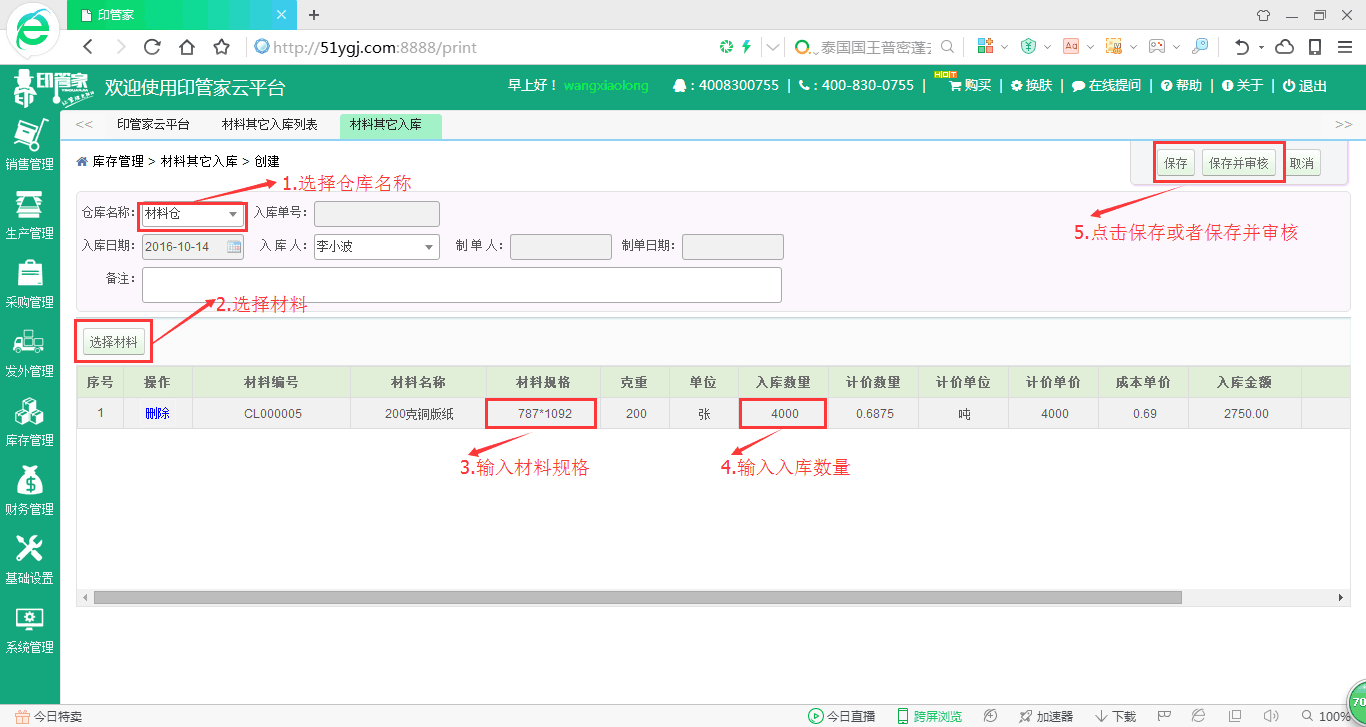 印管家
http://51ygj.com:8888/print
泰国国王普密蓬
印管家
欢迎使用印管家云平台
早上好！ wangxiaolong
: 4008300755 | : 400-830-0755 |
HOT
购买 | 换肤 | 在线提问 | 帮助 | 关于 | 退出
<< 印管家云平台 材料其它入库列表 材料其它入库 >>
销售管理
生产管理
采购管理
发外管理
库存管理
财务管理
基础设置
系统管理
库存管理 > 材料其它入库 > 创建
保存 保存并审核 取消
1.选择仓库名称
仓库名称: 材料仓 入库单号:
入库日期: 2016-10-14 入 库 人: 李小波 制 单 人: 制单日期:
备注:
5.点击保存或者保存并审核
2.选择材料
选择材料
序号 操作 材料编号 材料名称 材料规格 克重 单位 入库数量 计价数量 计价单位 计价单价 成本单价 入库金额
1 删除 CL000005 200克铜版纸 787*1092 200 张 4000 0.6875 吨 4000 0.69 2750.00
3.输入材料规格
4.输入入库数量
今日特卖
今日直播 跨屏浏览 加速器 下载 100%
70